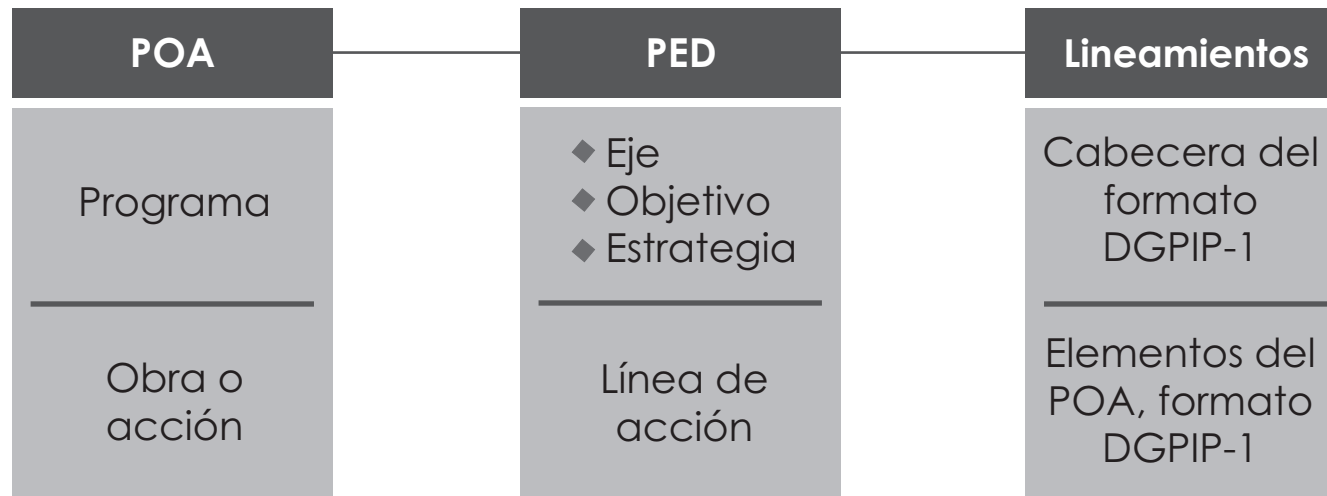 POA
Programa
Obra o
acción
PED
Eje
Objetivo
Estrategia
Línea de
acción
Lineamientos
Cabecera del
formato
DGPIP-1
Elementos del
POA, formato
DGPIP-1